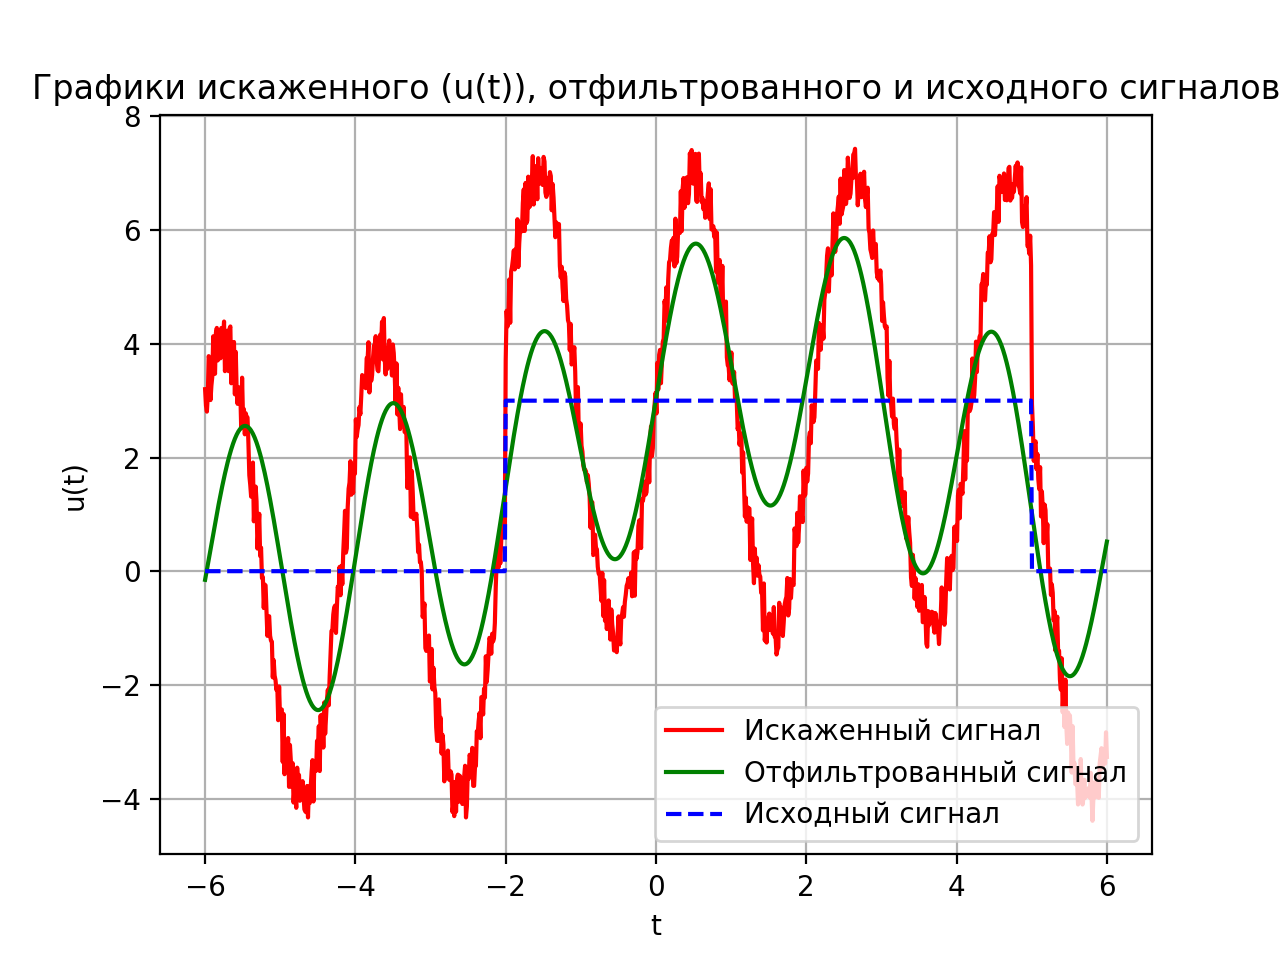 Графики искаженного (u(t)), отфильтрованного и исходного сигналов
8
6
4
2
0
−2
−4
u(t)
Искаженный сигнал
Отфильтрованный сигнал
Исходный сигнал
−6 −4 −2 0 2 4 6
t